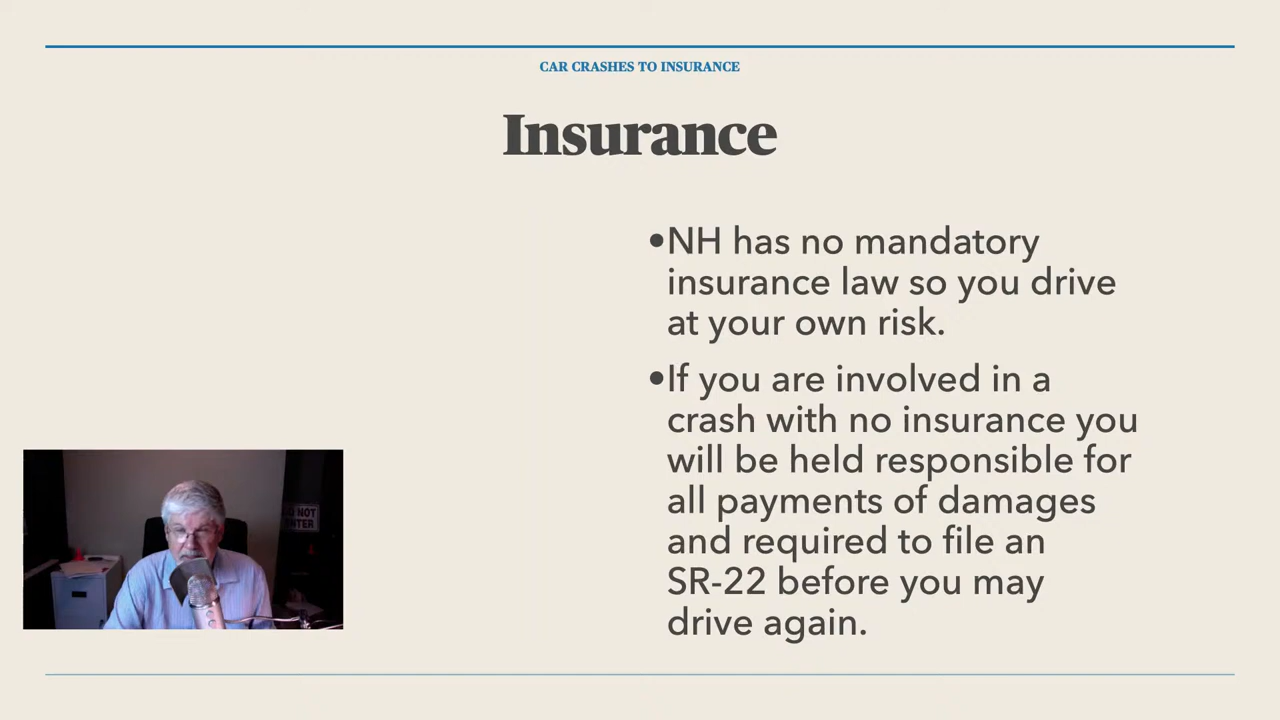 CAR CRASHES TO INSURANCE
Insurance
•NH has no mandatory
insurance law so you drive
at your own risk.
•If you are involved in a
crash with no insurance you
will be held responsible for
all payments of damages
and required to file an
SR-22 before you may
drive again.
NOT